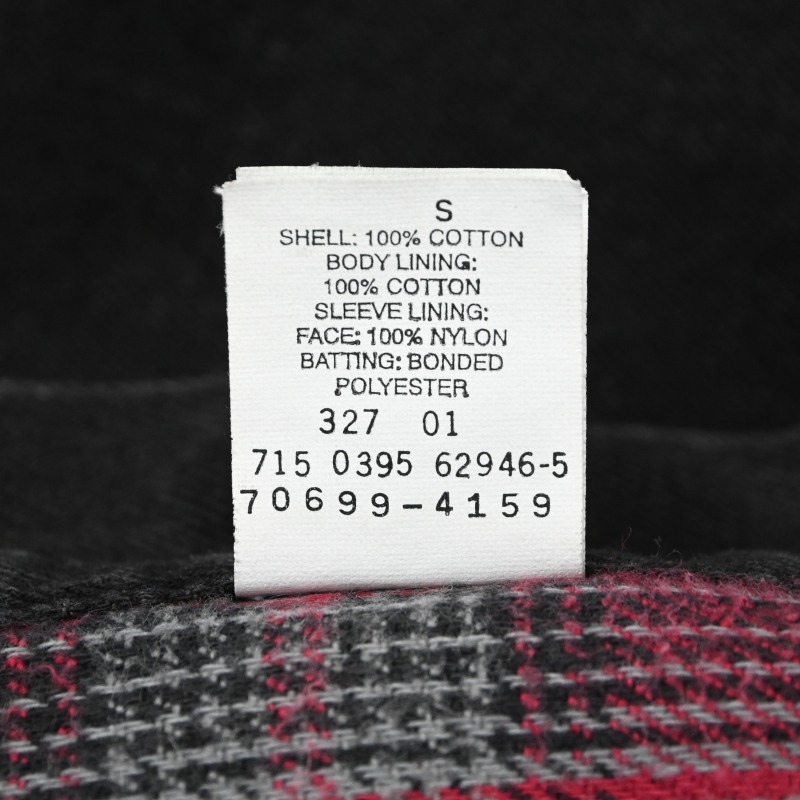 S
SHELL: 100% COTTON
BODY LINING:
100% COTTON
SLEEVE LINING:
FACE: 100% NYLON
BATTING: BONDED
POLYESTER
327 01
715 0395 62946-5
70699-4159